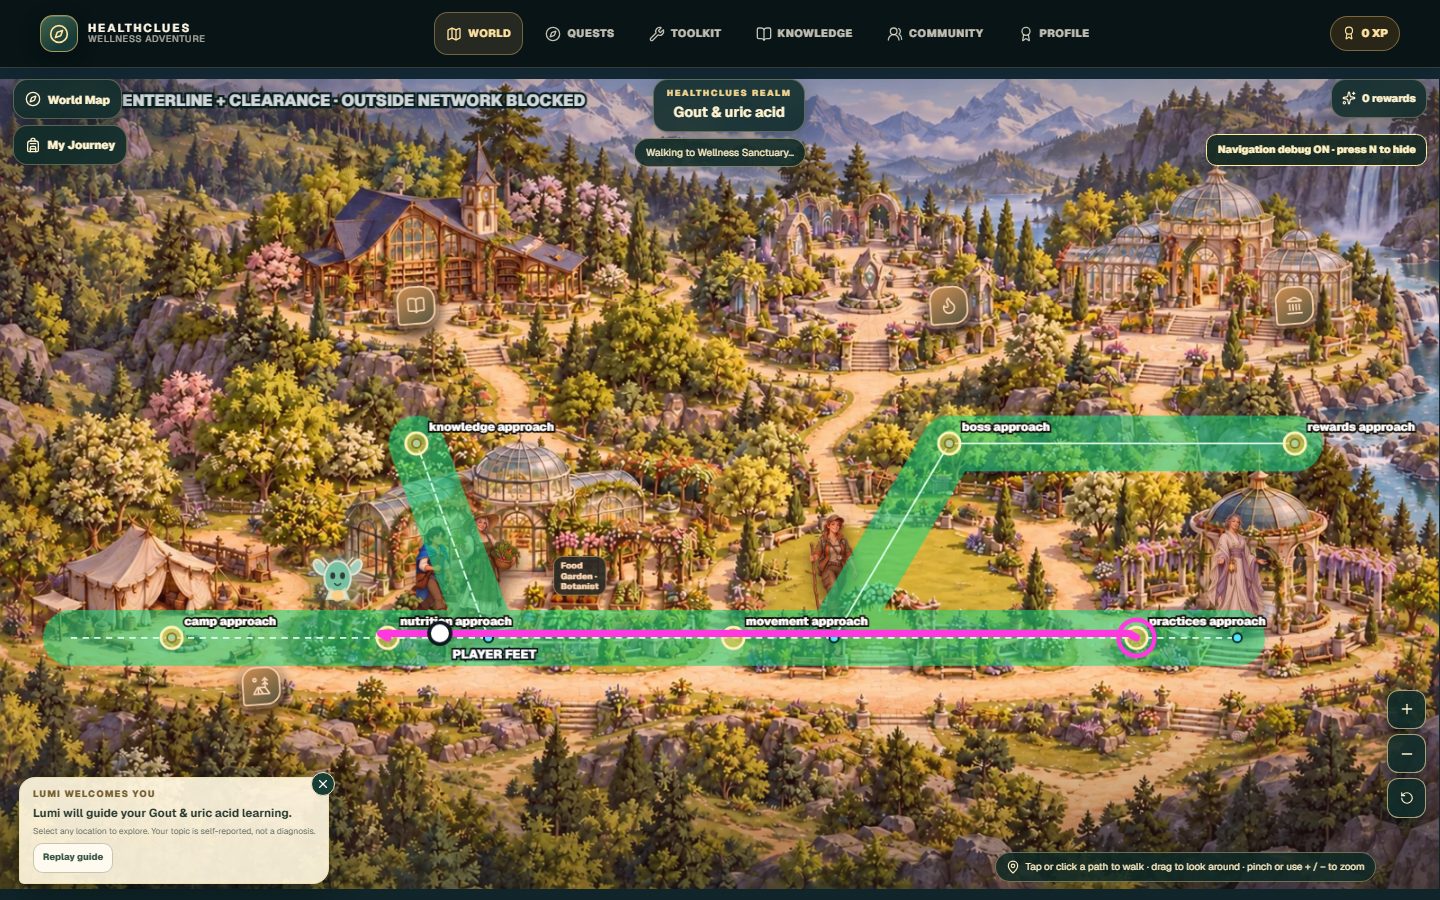 HEALTHCLUES
WELLNESS ADVENTURE
WORLD
QUESTS
TOOLKIT
KNOWLEDGE
COMMUNITY
PROFILE
0 XP
World Map
ENTERLINE + CLEARANCE · OUTSIDE NETWORK BLOCKED
HEALTHCLUES REALM
Gout & uric acid
0 rewards
My Journey
Walking to Wellness Sanctuary...
Navigation debug ON · press N to hide
knowledge approach
boss approach
rewards approach
Food
Garden ·
Botanist
camp approach
nutrition approach
movement approach
practices approach
PLAYER FEET
+
−
LUMI WELCOMES YOU
Lumi will guide your Gout & uric acid learning.
Select any location to explore. Your topic is self-reported, not a diagnosis.
Replay guide
Tap or click a path to walk · drag to look around · pinch or use + / − to zoom